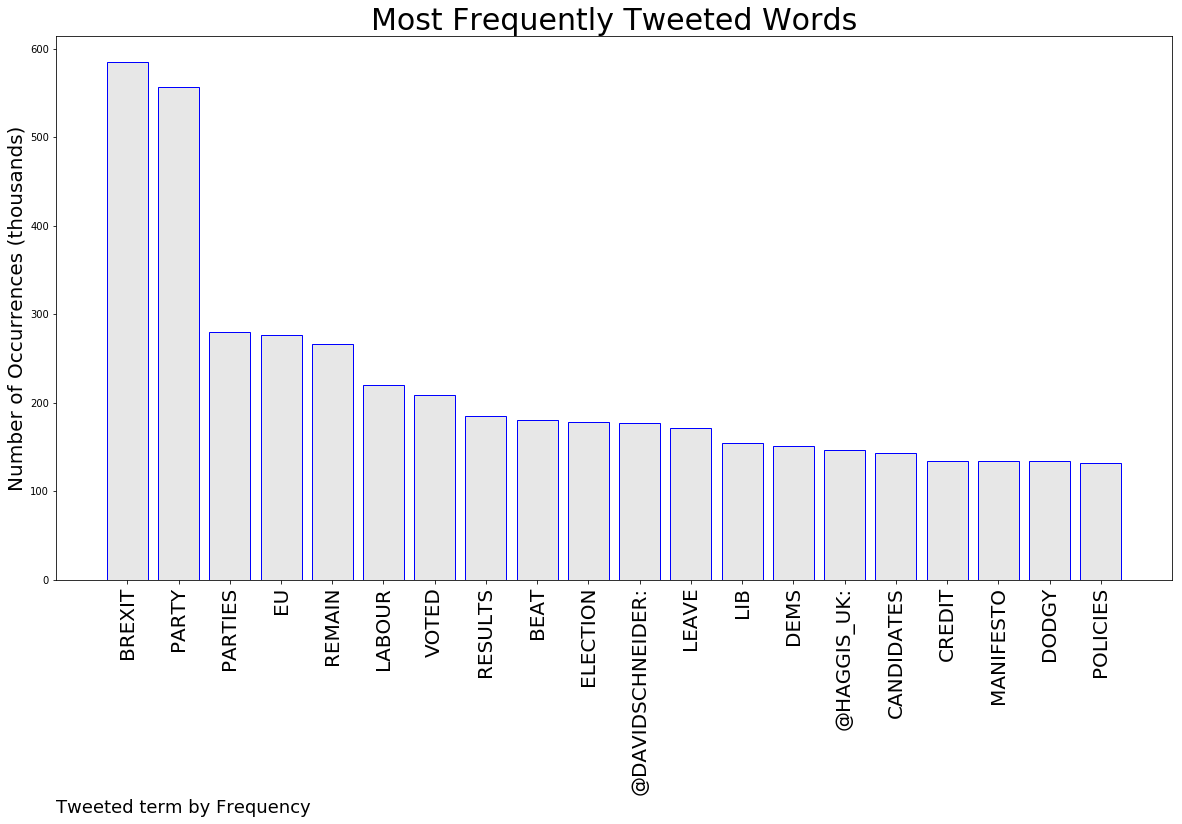 Most Frequently Tweeted Words
Number of Occurrences (thousands)
600
500
400
300
200
100
0
BREXIT
PARTY
PARTIES
EU
REMAIN
LABOUR
VOTED
RESULTS
BEAT
ELECTION
@DAVIDSCHNEIDER:
LEAVE
LIB
DEMS
@HAGGIS_UK:
CANDIDATES
CREDIT
MANIFESTO
DODGY
POLICIES
Tweeted term by Frequency